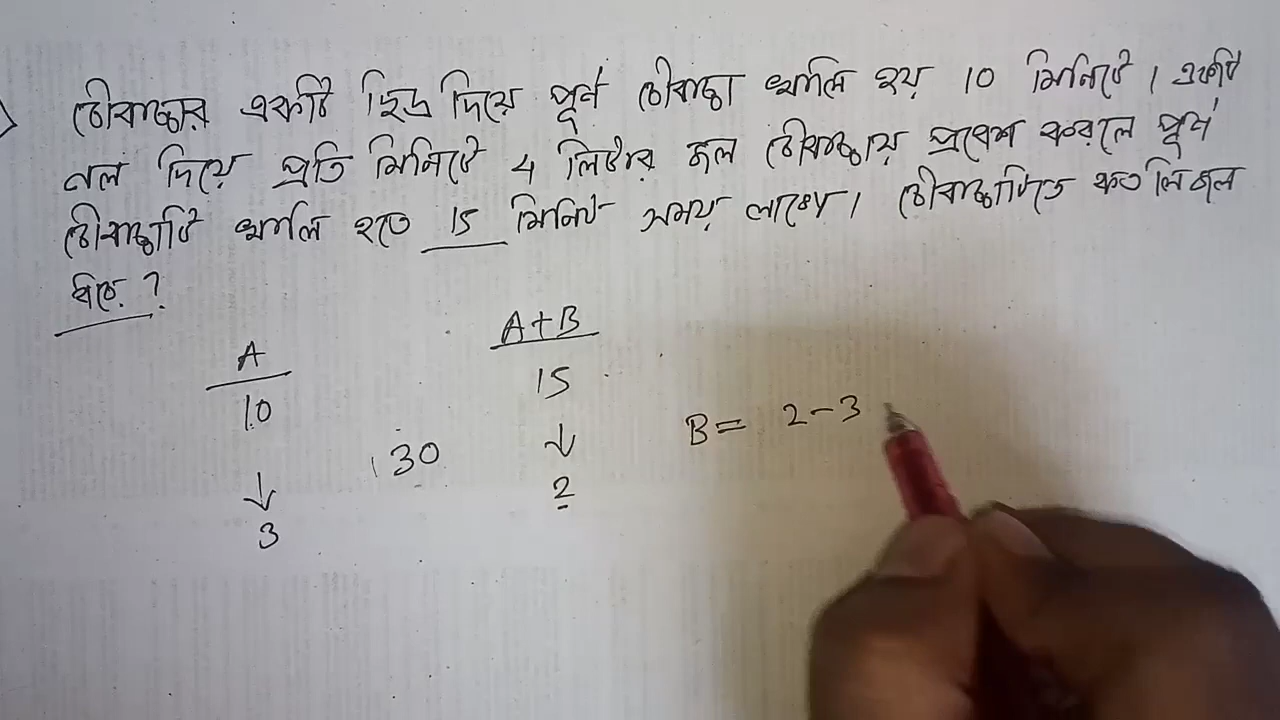 চৌবাচ্চার একটি ছিদ্র দিয়ে পূর্ণ চৌবাচ্চা খালি হয় 10 মিনিটে। একটি
নল দিয়ে প্রতি মিনিটে 4 লিটার জল চৌবাচ্চায় প্রবেশ করলে পূর্ণ
চৌবাচ্চাটি খালি হতে 15 মিনিট সময় লাগে। চৌবাচ্চাটিতে কত লি জল
ধরে?
A A+B
10 15
30 B = 2-3
↓ ↓
3 2